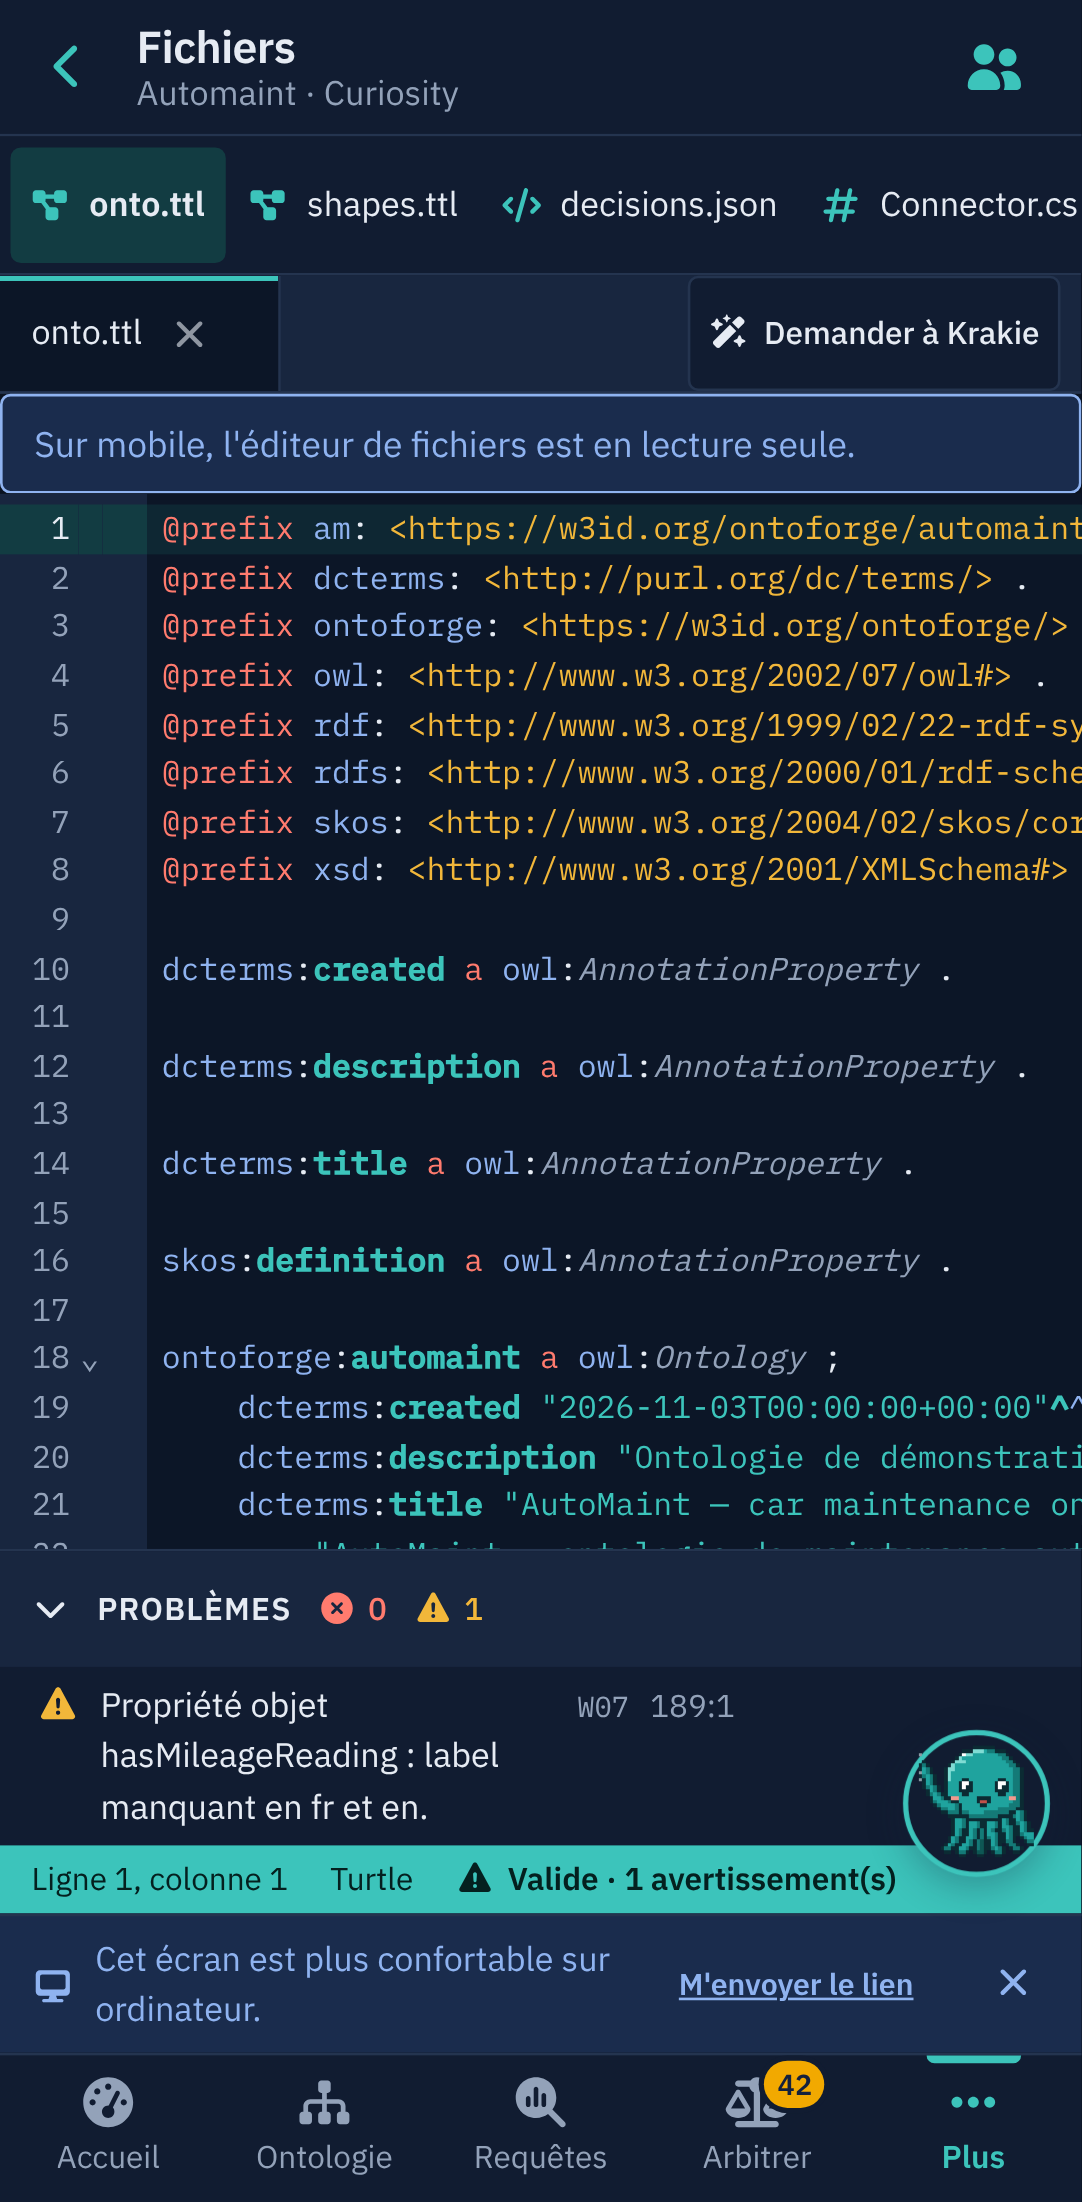 Fichiers
Automaint · Curiosity
onto.ttl shapes.ttl decisions.json Connector.cs
onto.ttl Demander à Krakie
Sur mobile, l'éditeur de fichiers est en lecture seule.
1 @prefix am: <https://w3id.org/ontoforge/automaint
2 @prefix dcterms: <http://purl.org/dc/terms/> .
3 @prefix ontoforge: <https://w3id.org/ontoforge/>
4 @prefix owl: <http://www.w3.org/2002/07/owl#> .
5 @prefix rdf: <http://www.w3.org/1999/02/22-rdf-sy
6 @prefix rdfs: <http://www.w3.org/2000/01/rdf-sche
7 @prefix skos: <http://www.w3.org/2004/02/skos/cor
8 @prefix xsd: <http://www.w3.org/2001/XMLSchema#>
9
10 dcterms:created a owl:AnnotationProperty .
11
12 dcterms:description a owl:AnnotationProperty .
13
14 dcterms:title a owl:AnnotationProperty .
15
16 skos:definition a owl:AnnotationProperty .
17
18 ontoforge:automaint a owl:Ontology ;
19 dcterms:created "2026-11-03T00:00:00+00:00"^^
20 dcterms:description "Ontologie de démonstrati
21 dcterms:title "AutoMaint — car maintenance on
PROBLÈMES 0 1
Propriété objet hasMileageReading : label manquant en fr et en. W07 189:1
Ligne 1, colonne 1 Turtle Valide · 1 avertissement(s)
Cet écran est plus confortable sur ordinateur. M'envoyer le lien
42
Accueil Ontologie Requêtes Arbitrer Plus